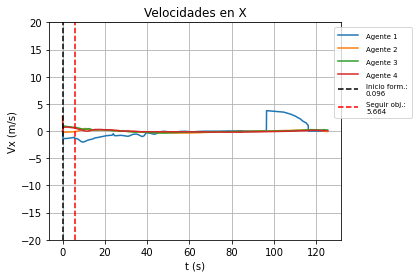 Velocidades en X
Vx (m/s)
20
15
10
5
0
−5
−10
−15
−20
0
20
40
60
80
100
120
t (s)
Agente 1
Agente 2
Agente 3
Agente 4
Inicio form.:
0.096
Seguir obj.:
5.664